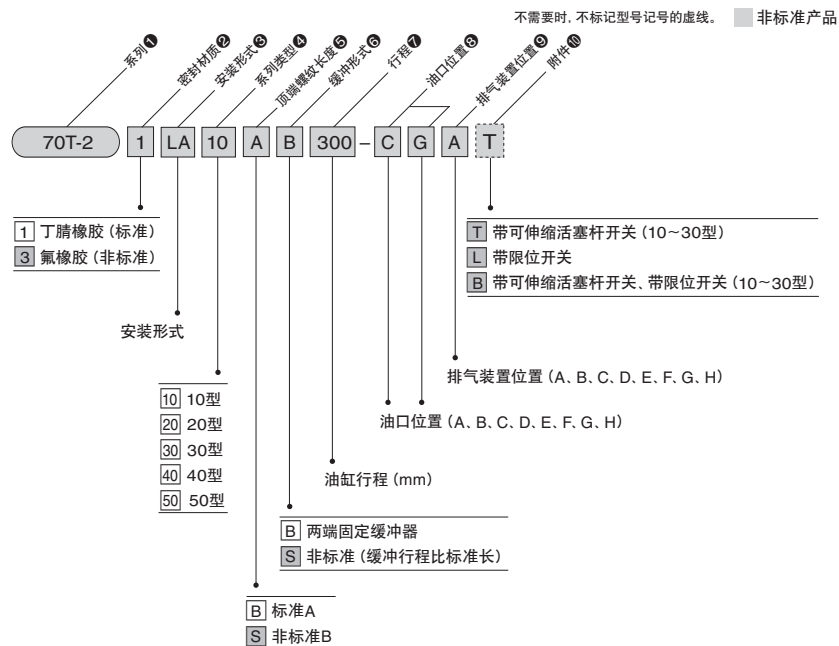 不需要时, 不标记型号记号的虚线。 非标准产品
系列❶
密封材质❷
安装形式❸
系列类型❹
顶端螺纹长度❺
缓冲形式❻
行程❼
油口位置❽
排气装置位置❾
附件❿
70T-2 1 LA 10 A B 300 – C G A T
1 丁腈橡胶 (标准)
3 氟橡胶 (非标准)
T 带可伸缩活塞杆开关 (10～30型)
L 带限位开关
B 带可伸缩活塞杆开关、带限位开关 (10～30型)
安装形式
排气装置位置 (A、B、C、D、E、F、G、H)
10 10型
20 20型
30 30型
40 40型
50 50型
油口位置 (A、B、C、D、E、F、G、H)
油缸行程 (mm)
B 两端固定缓冲器
S 非标准 (缓冲行程比标准长)
B 标准A
S 非标准B